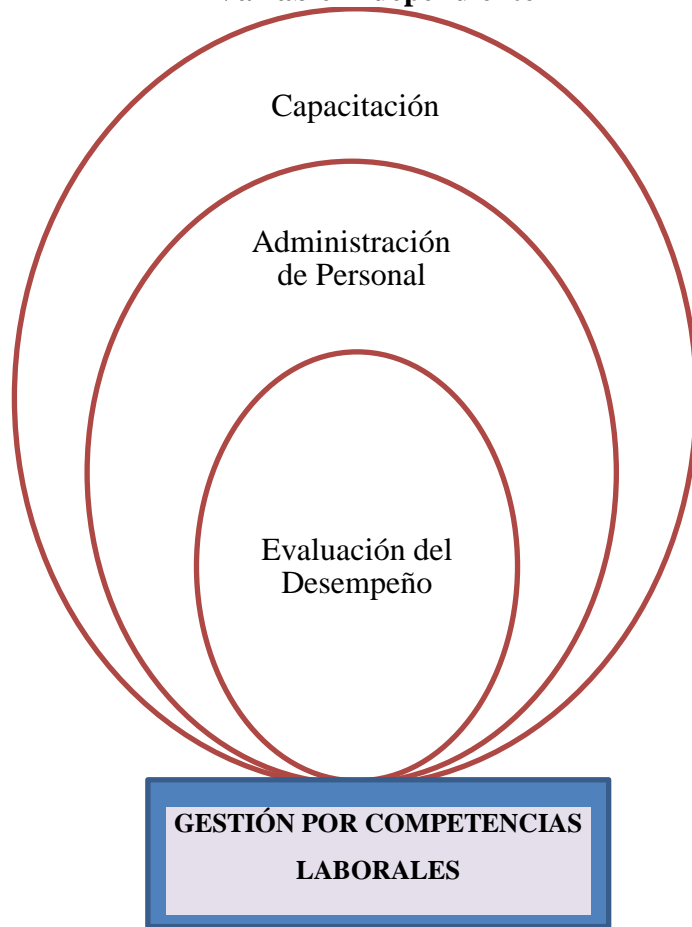 Capacitación
Administración
de Personal
Evaluación del
Desempeño
GESTIÓN POR COMPETENCIAS
LABORALES